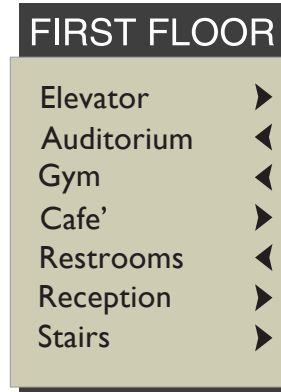 FIRST FLOOR
Elevator
Auditorium
Gym
Cafe'
Restrooms
Reception
Stairs